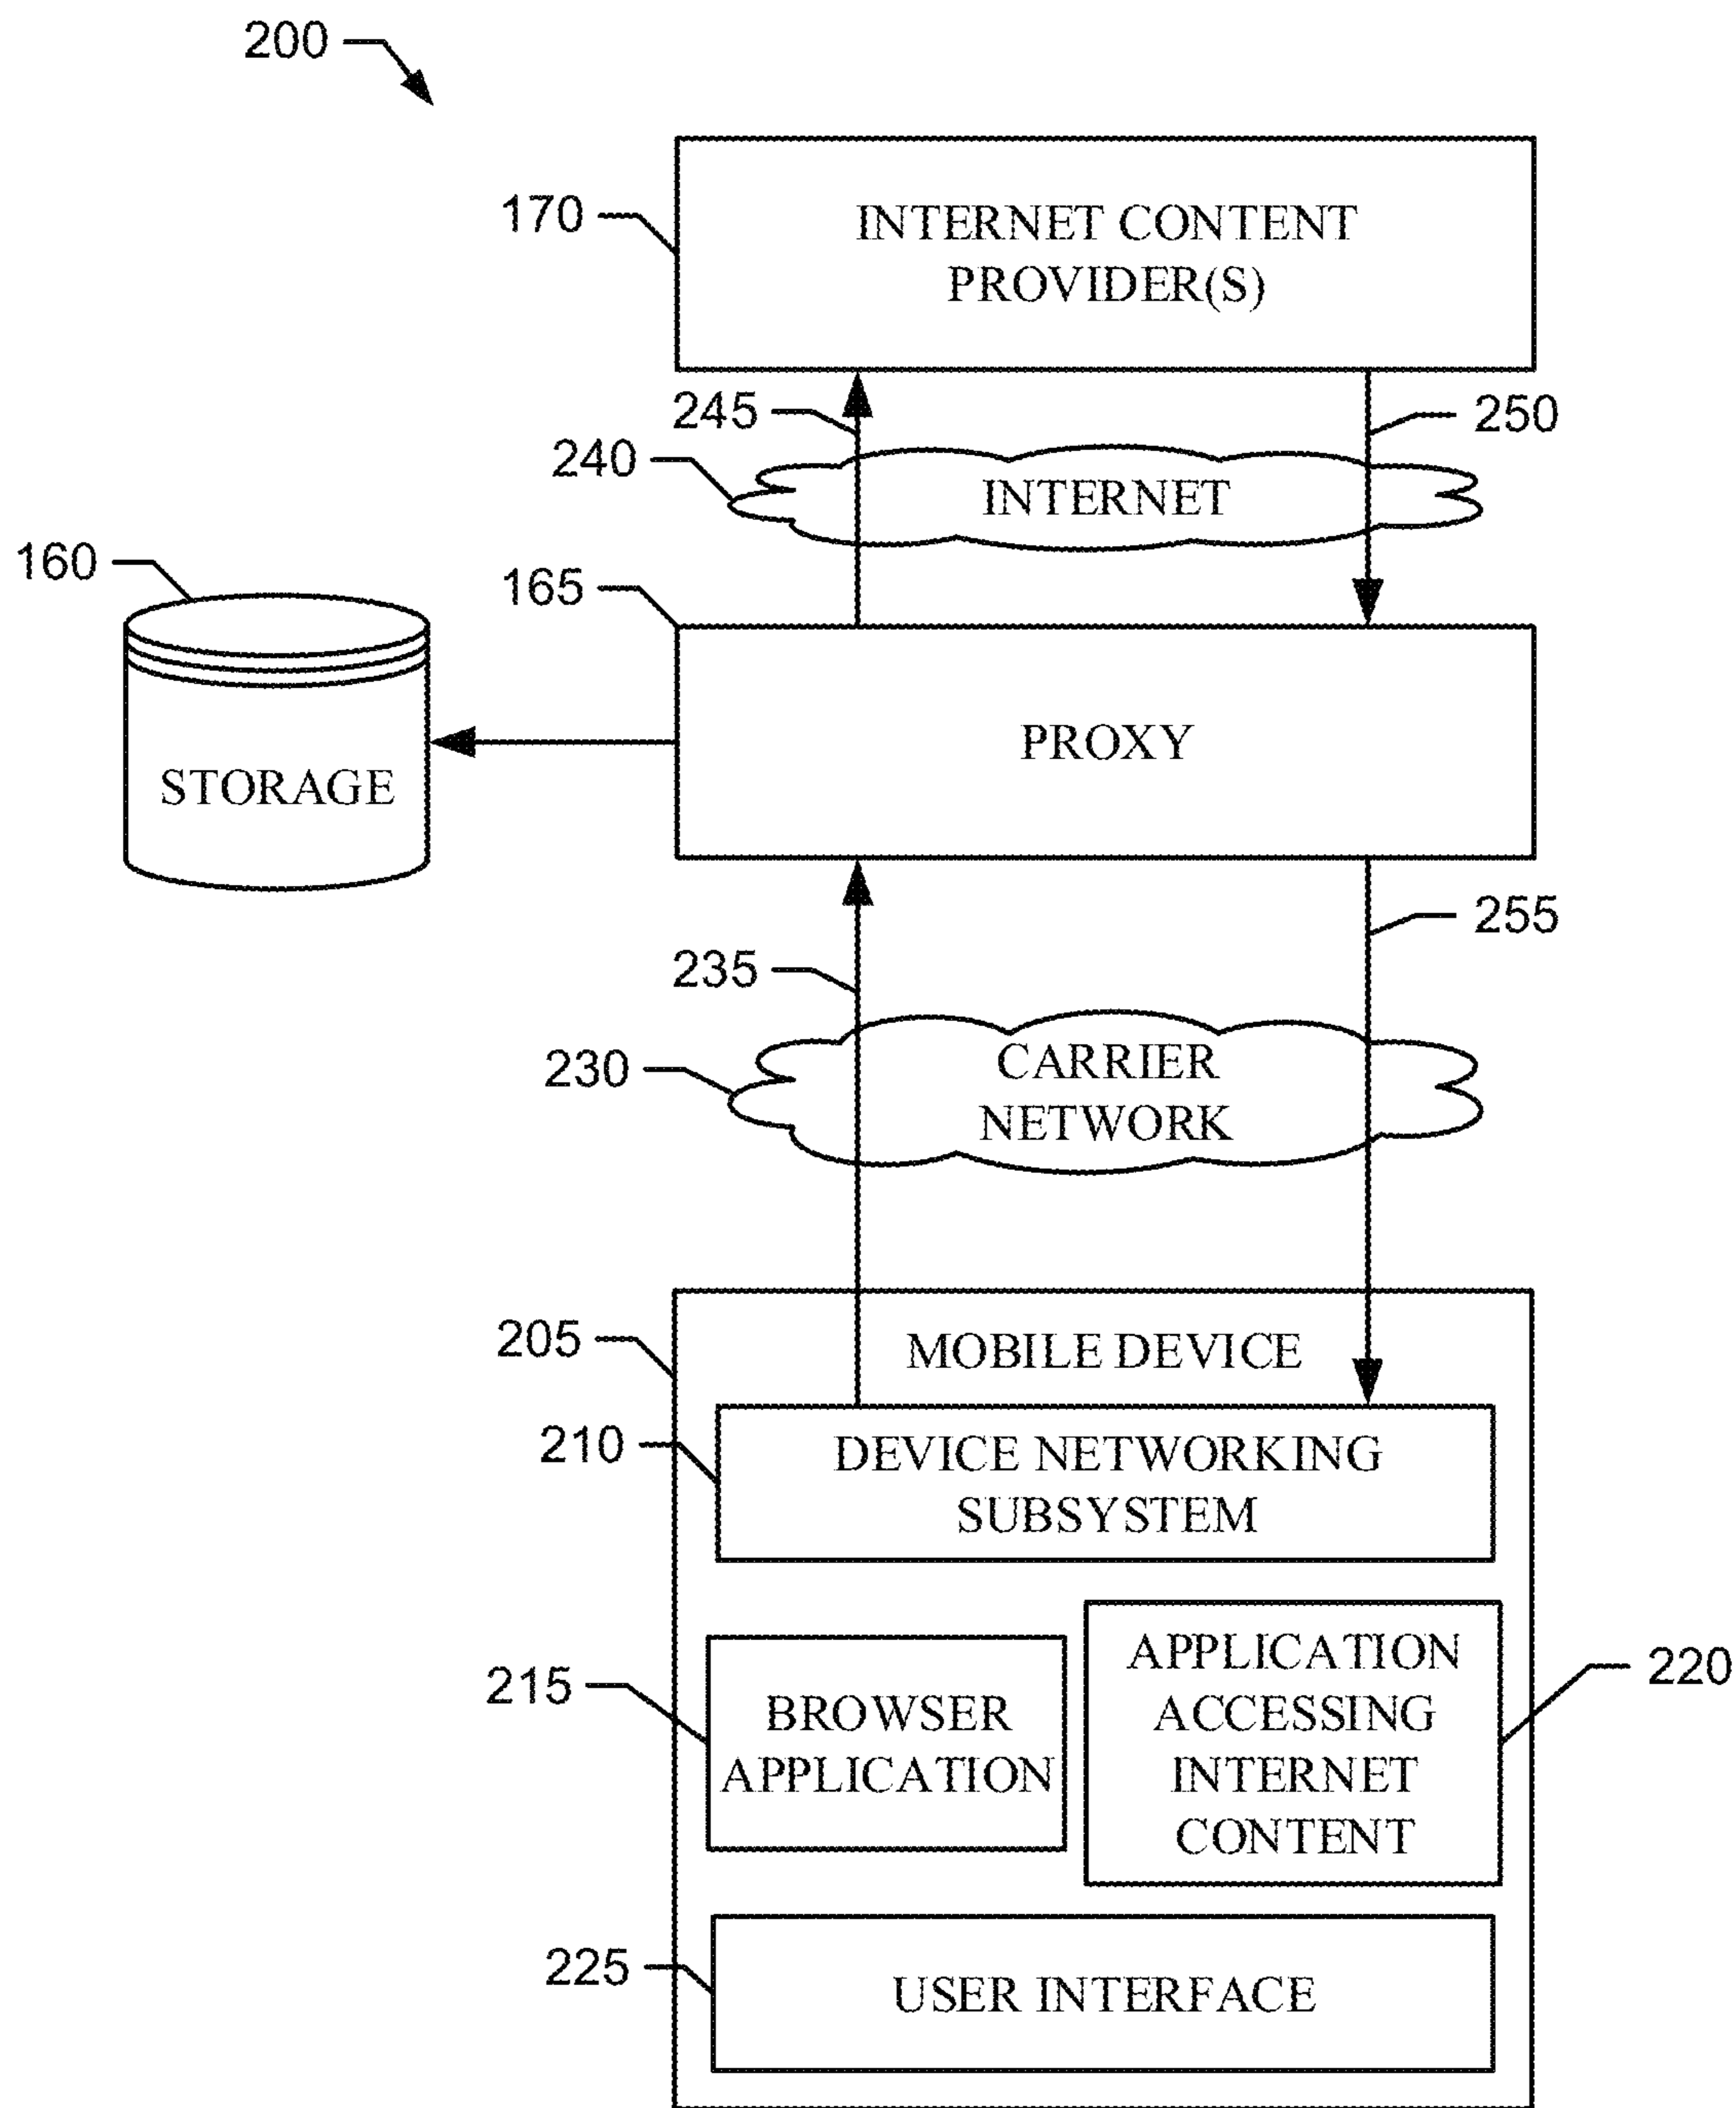 200
170
INTERNET CONTENT
PROVIDER(S)
245
250
240
INTERNET
160
165
STORAGE
PROXY
255
235
230
CARRIER
NETWORK
205
MOBILE DEVICE
210
DEVICE NETWORKING
SUBSYSTEM
215
BROWSER
APPLICATION
APPLICATION
ACCESSING
INTERNET
CONTENT
220
225
USER INTERFACE